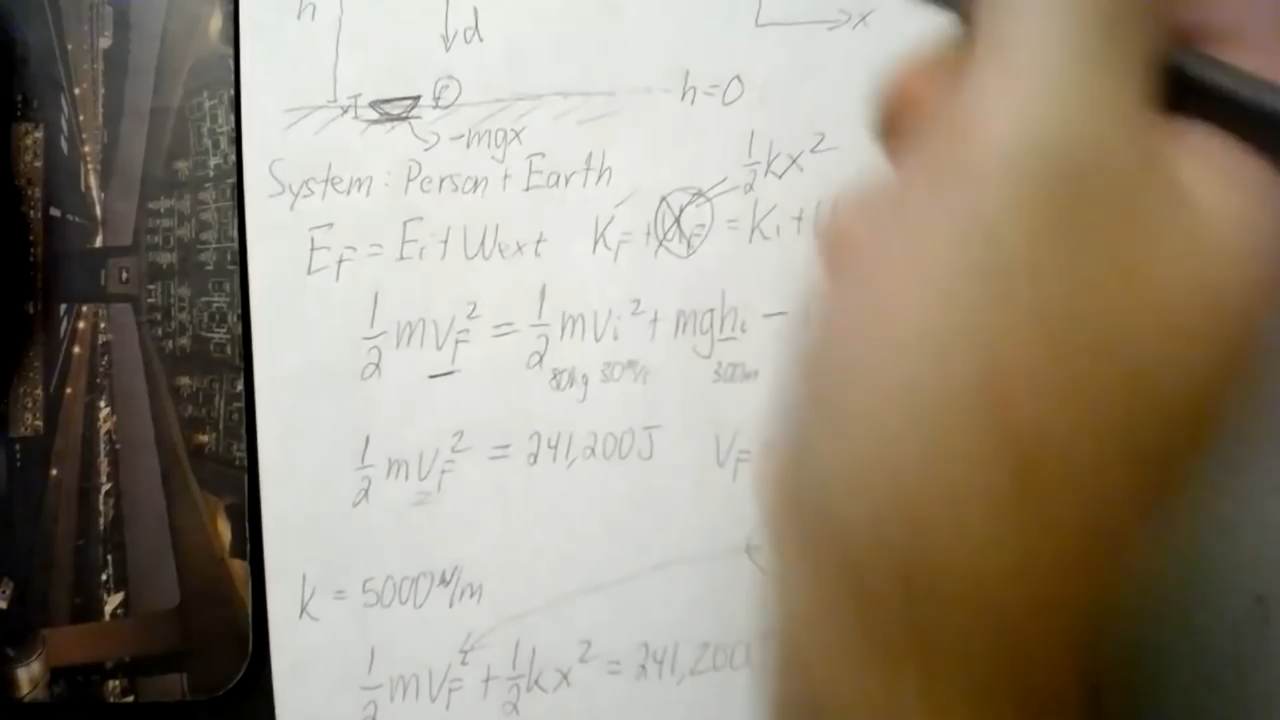 h
d
x
F
h=0
I
-mgx
½kx²
System: Person + Earth
E_F = E_i + W_ext K_F + U_F = K_i +
½mv_F² = ½mv_i² + mgh_i -
80kg 30m/s 300m
½mv_F² = 241,200J V_F
k = 5000N/m
½mv_F² + ½kx² = 241,200